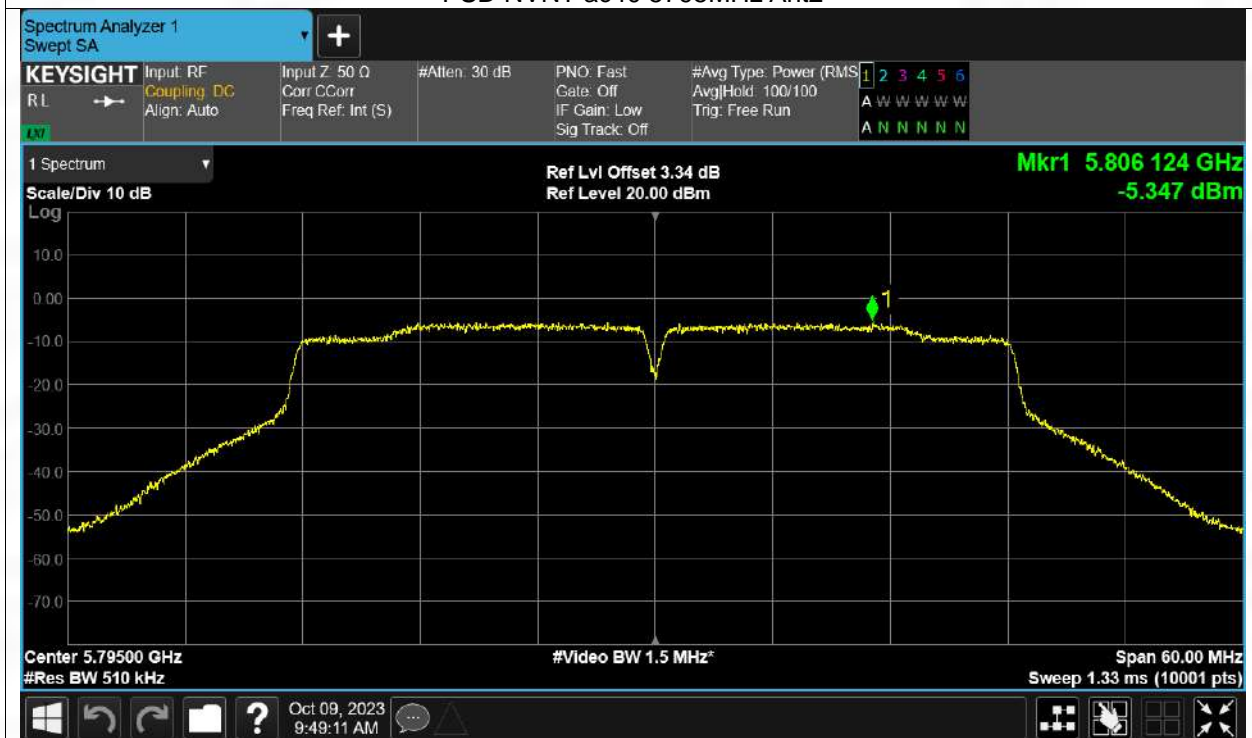 Spectrum Analyzer 1
Swept SA
+
KEYSIGHT
RL
LXI
Input: RF
Coupling: DC
Align: Auto
Input Z: 50 Ω
Corr CCorr
Freq Ref: Int (S)
#Atten: 30 dB
PNO: Fast
Gate: Off
IF Gain: Low
Sig Track: Off
#Avg Type: Power (RMS
Avg|Hold: 100/100
Trig: Free Run
1 2 3 4 5 6
A W W W W W
A N N N N N
1 Spectrum
Scale/Div 10 dB
Log
Ref Lvl Offset 3.34 dB
Ref Level 20.00 dBm
Mkr1 5.806 124 GHz
-5.347 dBm
10.0
0.00
-10.0
-20.0
-30.0
-40.0
-50.0
-60.0
-70.0
1
Center 5.79500 GHz
#Res BW 510 kHz
#Video BW 1.5 MHz*
Span 60.00 MHz
Sweep 1.33 ms (10001 pts)
?
Oct 09, 2023
9:49:11 AM